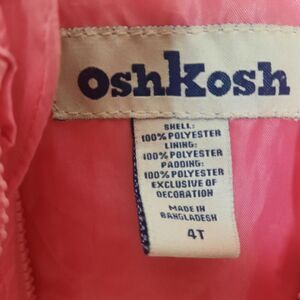 OshKosh
SHELL:
100% POLYESTER
LINING:
100% POLYESTER
PADDING:
100% POLYESTER
EXCLUSIVE OF
DECORATION
MADE IN
BANGLADESH
4T